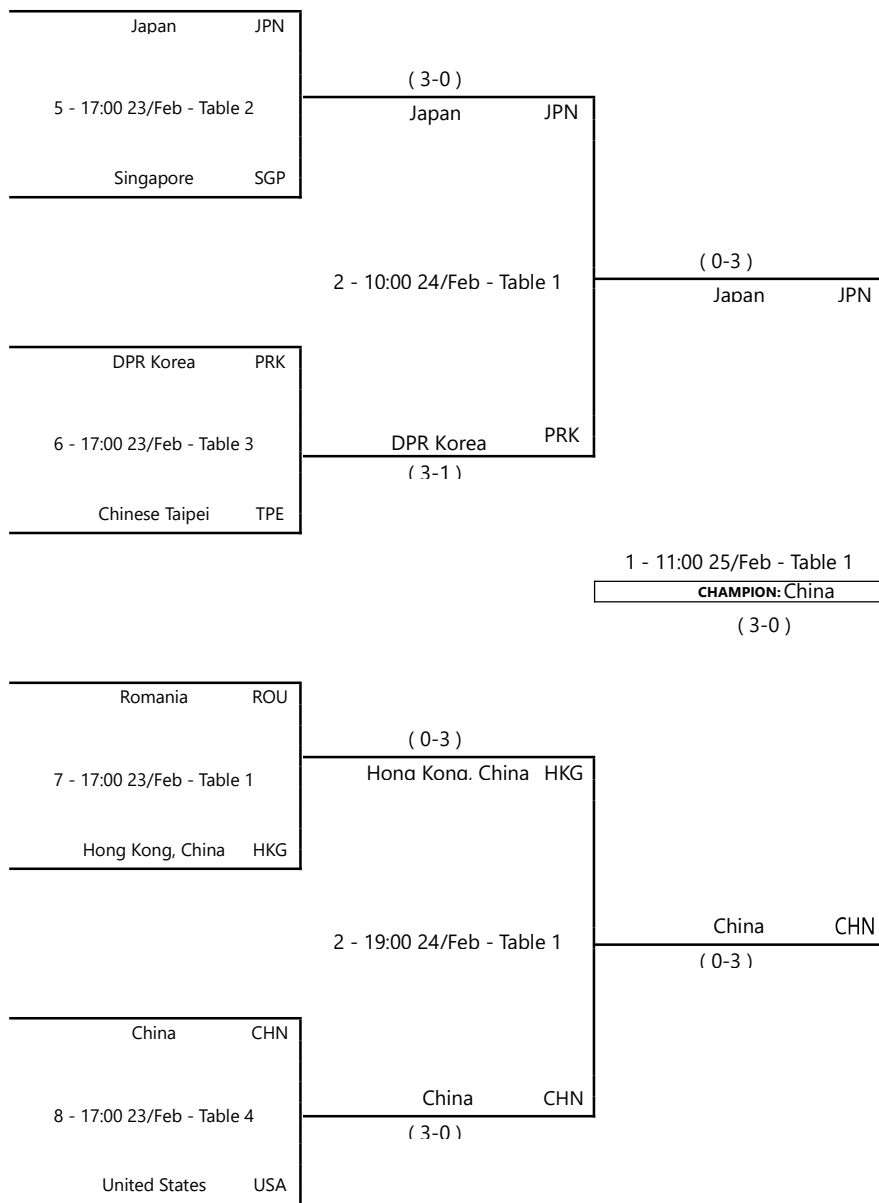 Japan JPN
( 3-0 )
5 - 17:00 23/Feb - Table 2
Japan JPN
Singapore SGP
( 0-3 )
2 - 10:00 24/Feb - Table 1
Japan JPN
DPR Korea PRK
6 - 17:00 23/Feb - Table 3
DPR Korea PRK
( 3-1 )
Chinese Taipei TPE
1 - 11:00 25/Feb - Table 1
CHAMPION: China
( 3-0 )
Romania ROU
( 0-3 )
7 - 17:00 23/Feb - Table 1
Hong Kong, China HKG
Hong Kong, China HKG
2 - 19:00 24/Feb - Table 1
China CHN
( 0-3 )
China CHN
8 - 17:00 23/Feb - Table 4
China CHN
( 3-0 )
United States USA